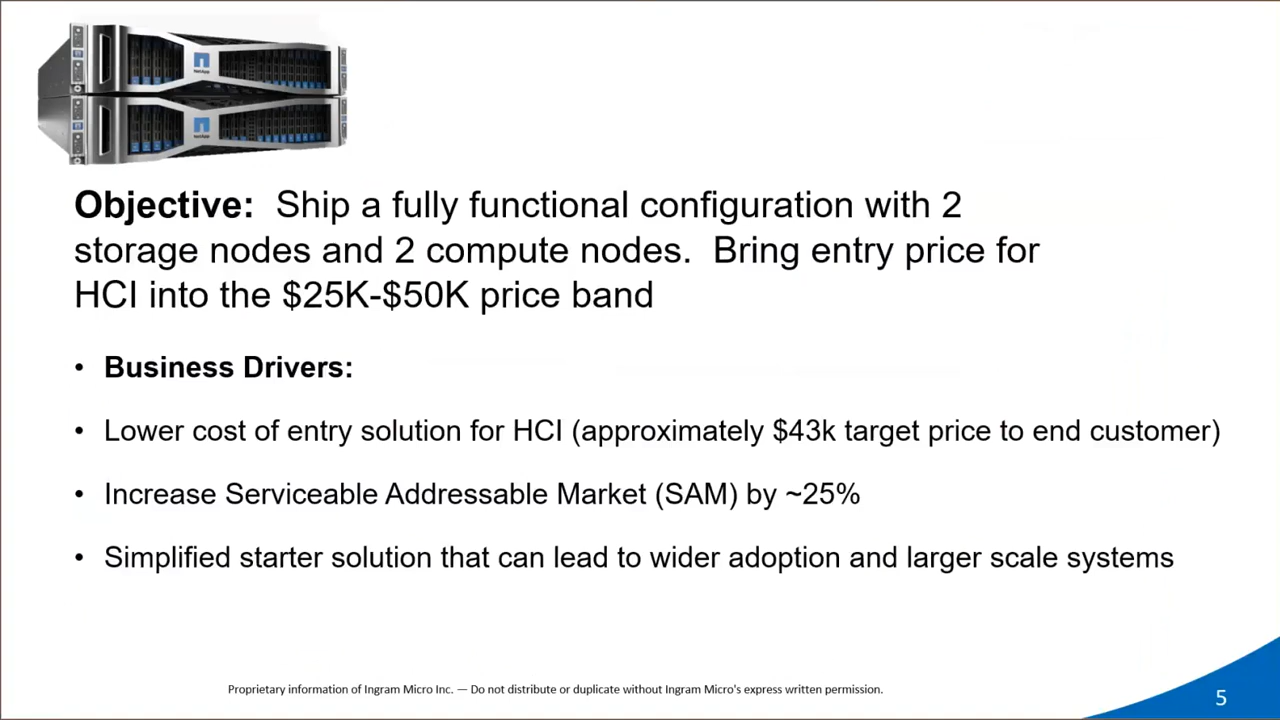 NetApp
NetApp
Objective: Ship a fully functional configuration with 2
storage nodes and 2 compute nodes. Bring entry price for
HCI into the $25K-$50K price band
• Business Drivers:
• Lower cost of entry solution for HCI (approximately $43k target price to end customer)
• Increase Serviceable Addressable Market (SAM) by ~25%
• Simplified starter solution that can lead to wider adoption and larger scale systems
Proprietary information of Ingram Micro Inc. — Do not distribute or duplicate without Ingram Micro's express written permission.
5